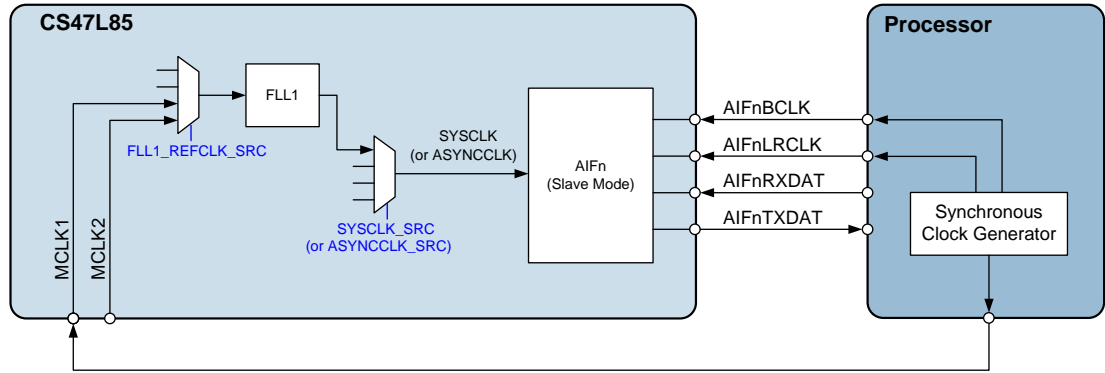 CS47L85
Processor
FLL1
FLL1_REFCLK_SRC
SYSCLK
(or ASYNCCLK)
SYSCLK_SRC
(or ASYNCCLK_SRC)
MCLK1
MCLK2
AIFn
(Slave Mode)
AIFnBCLK
AIFnLRCLK
AIFnRXDAT
AIFnTXDAT
Synchronous
Clock Generator